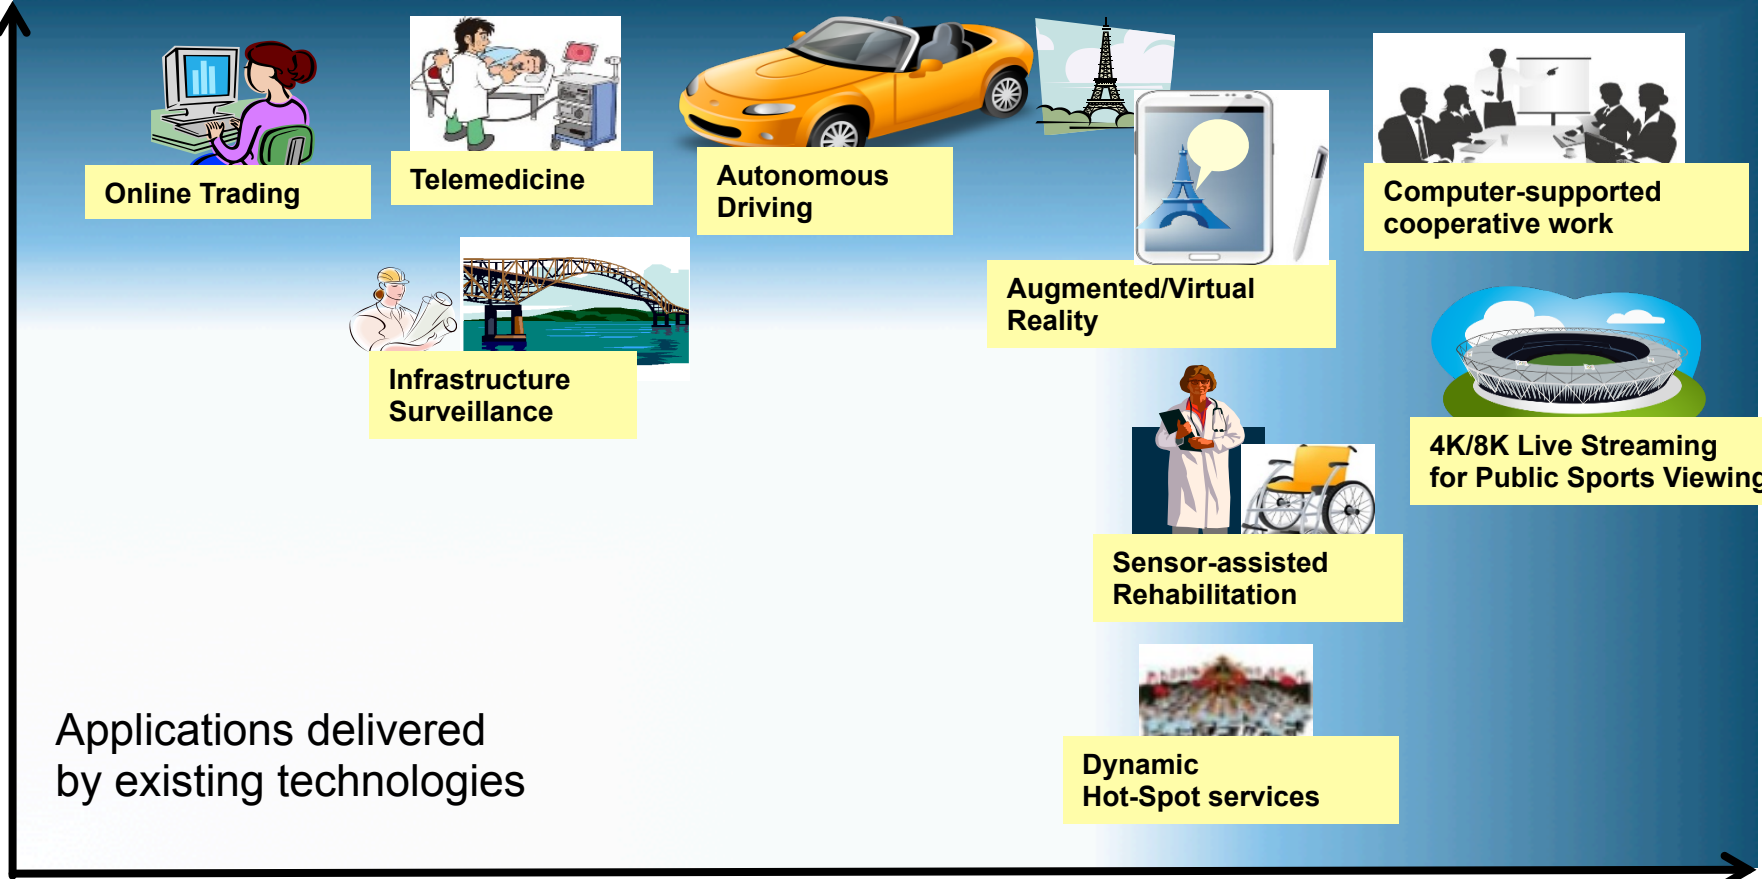 Online Trading
Telemedicine
Autonomous
Driving
Computer-supported
cooperative work
Augmented/Virtual
Reality
Infrastructure
Surveillance
4K/8K Live Streaming
for Public Sports Viewing
Sensor-assisted
Rehabilitation
Applications delivered
by existing technologies
Dynamic
Hot-Spot services